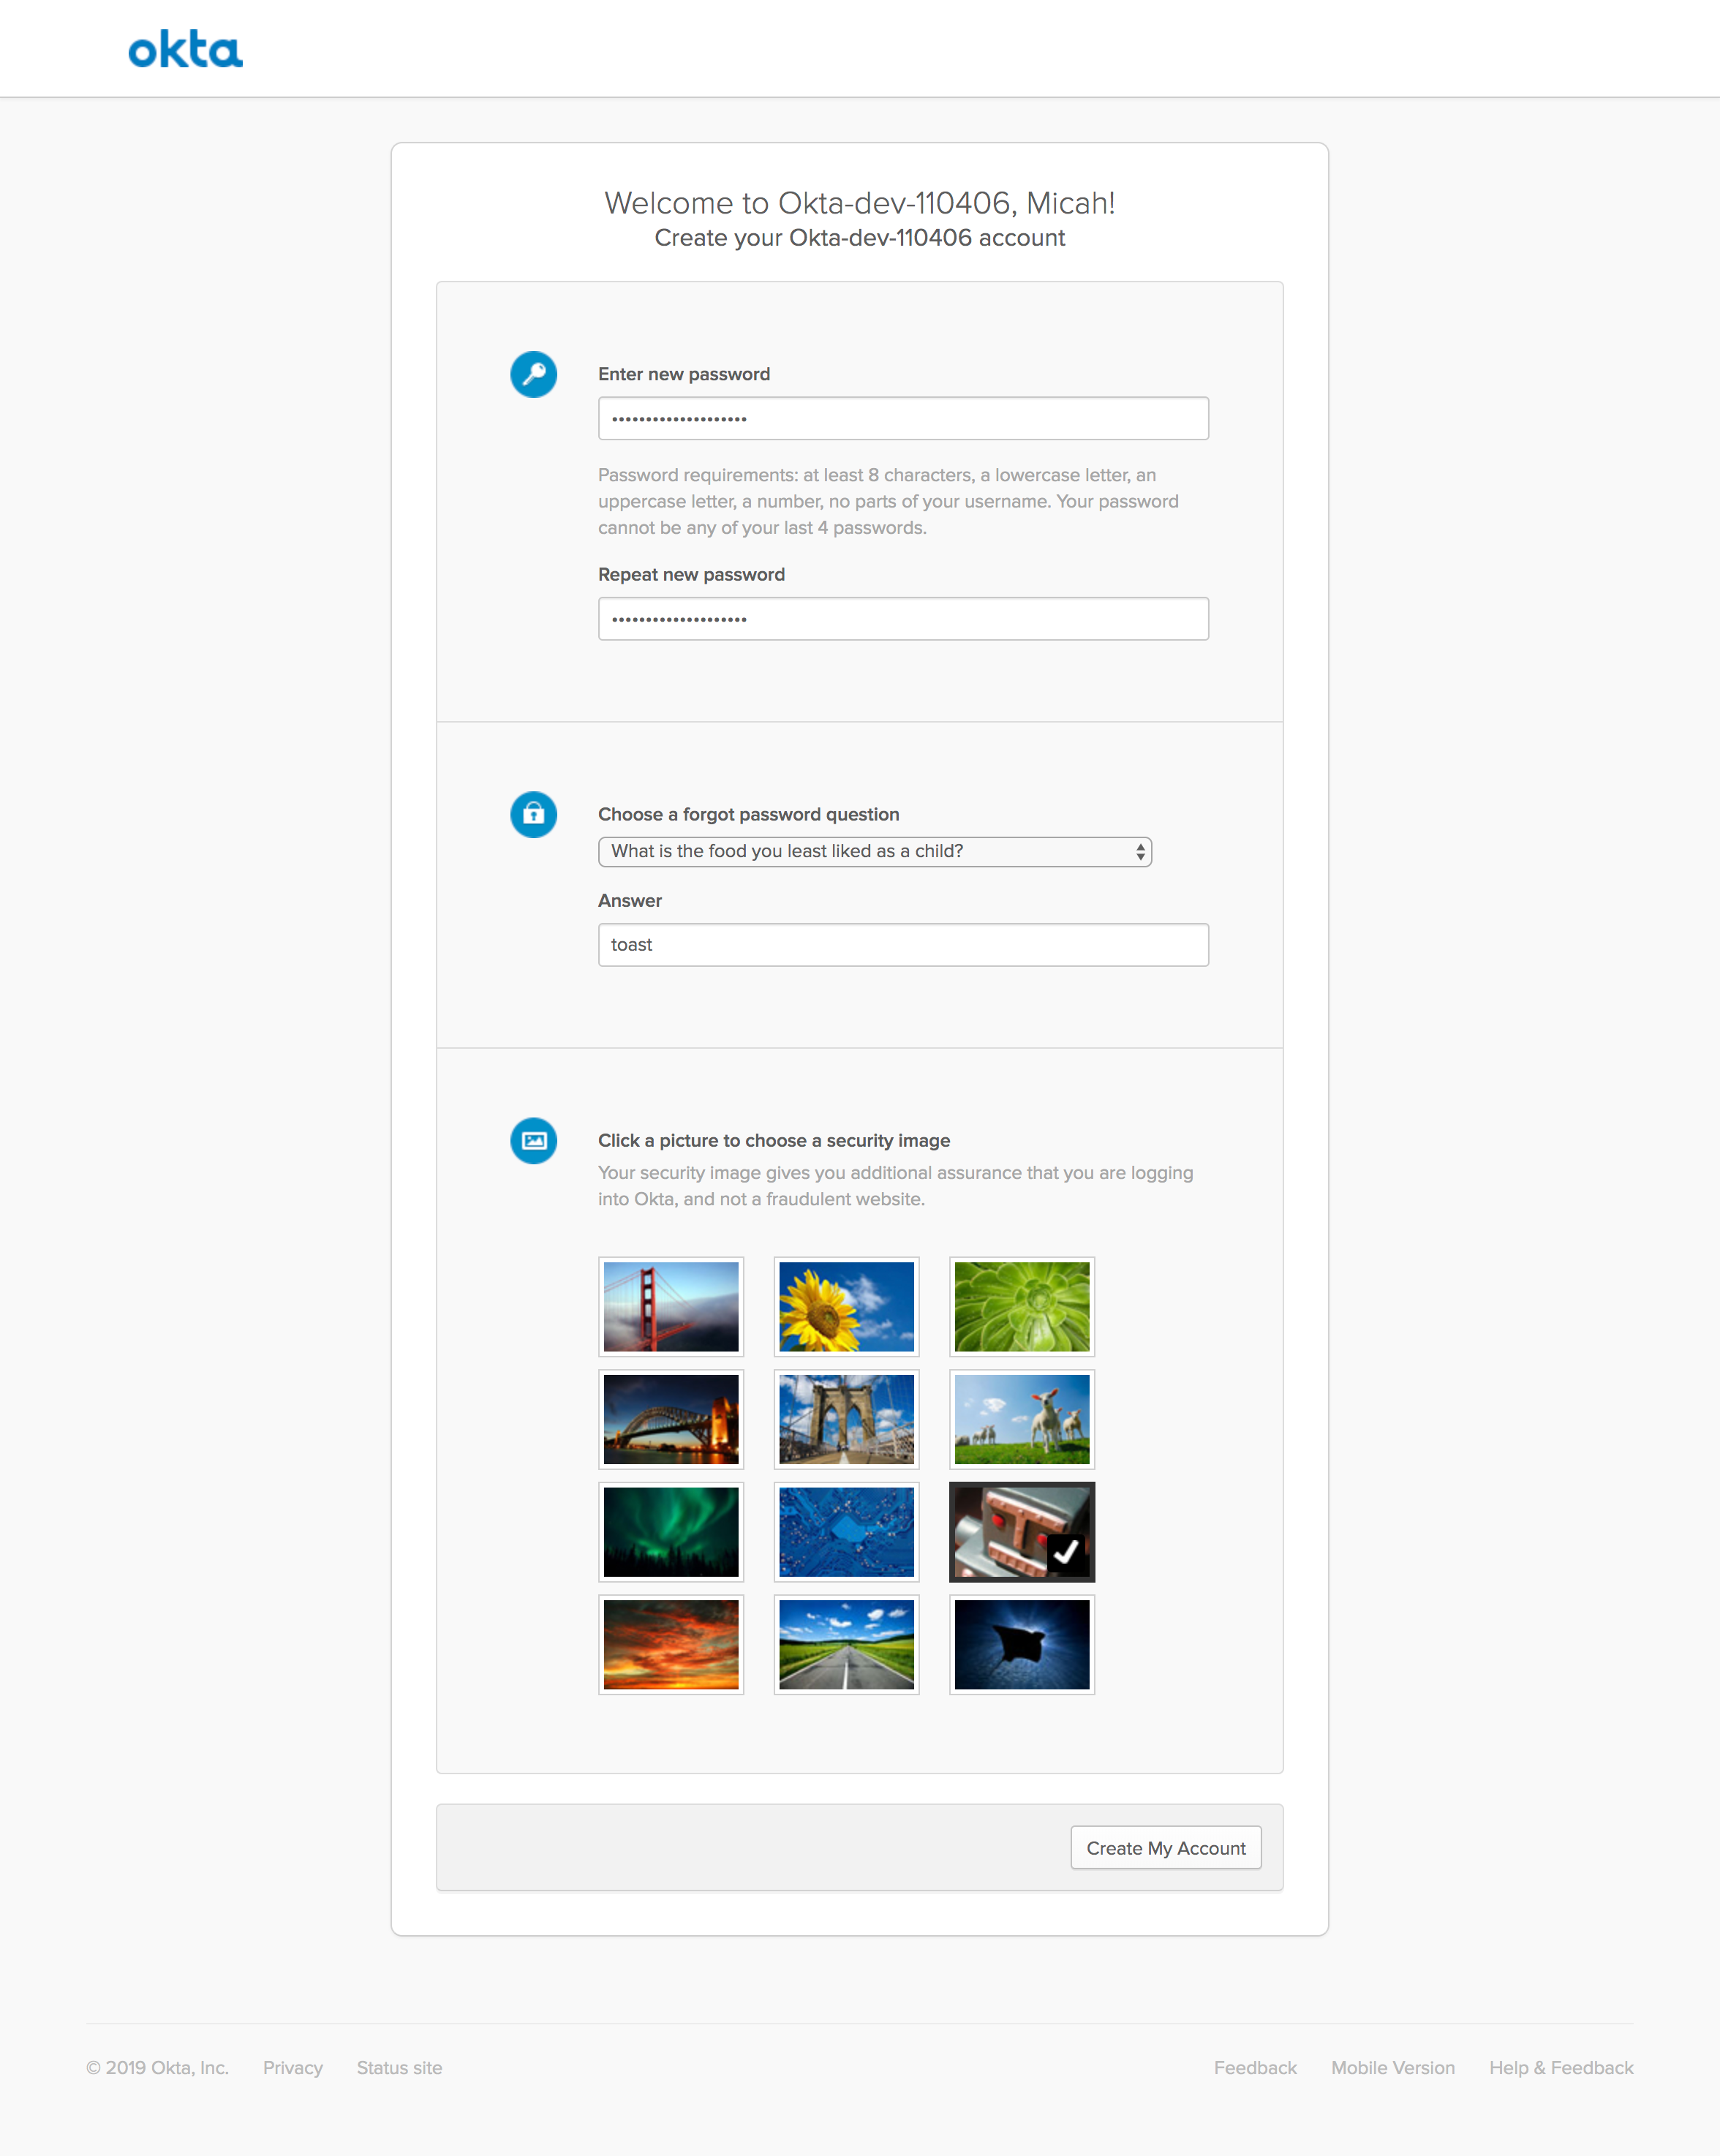 okta
Welcome to Okta-dev-110406, Micah!
Create your Okta-dev-110406 account
Enter new password
••••••••••••••••••••
Password requirements: at least 8 characters, a lowercase letter, an
uppercase letter, a number, no parts of your username. Your password
cannot be any of your last 4 passwords.
Repeat new password
••••••••••••••••••••
Choose a forgot password question
What is the food you least liked as a child?
Answer
toast
Click a picture to choose a security image
Your security image gives you additional assurance that you are logging
into Okta, and not a fraudulent website.
Create My Account
© 2019 Okta, Inc. Privacy Status site Feedback Mobile Version Help & Feedback